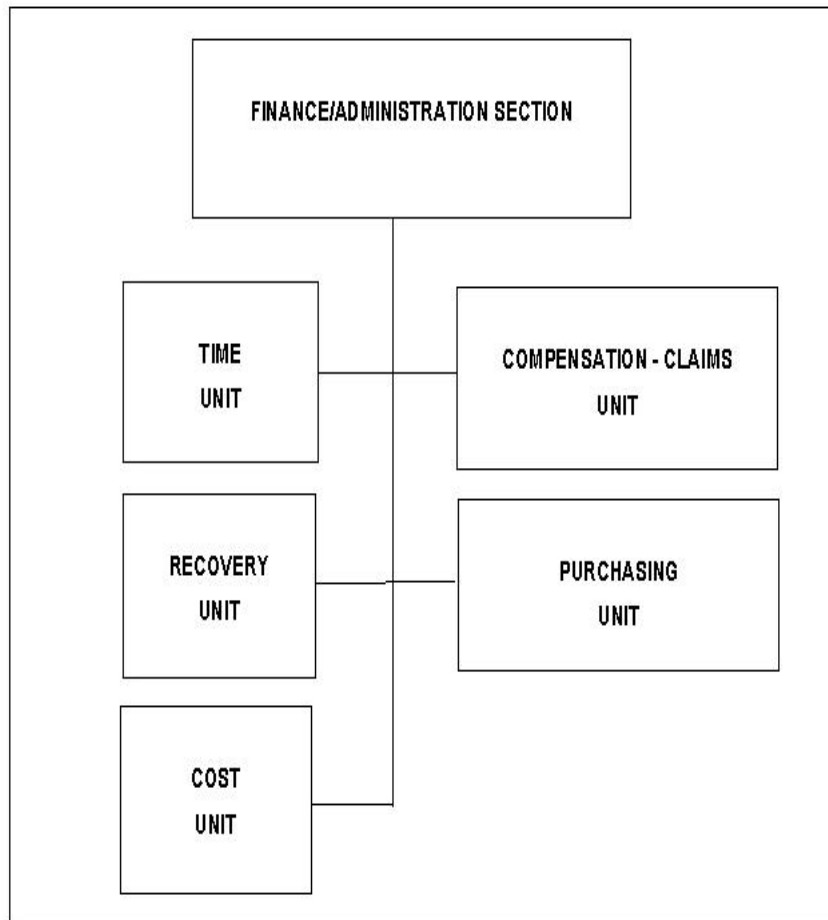 FINANCE/ADMINISTRATION SECTION
TIME
UNIT
COMPENSATION - CLAIMS
UNIT
RECOVERY
UNIT
PURCHASING
UNIT
COST
UNIT